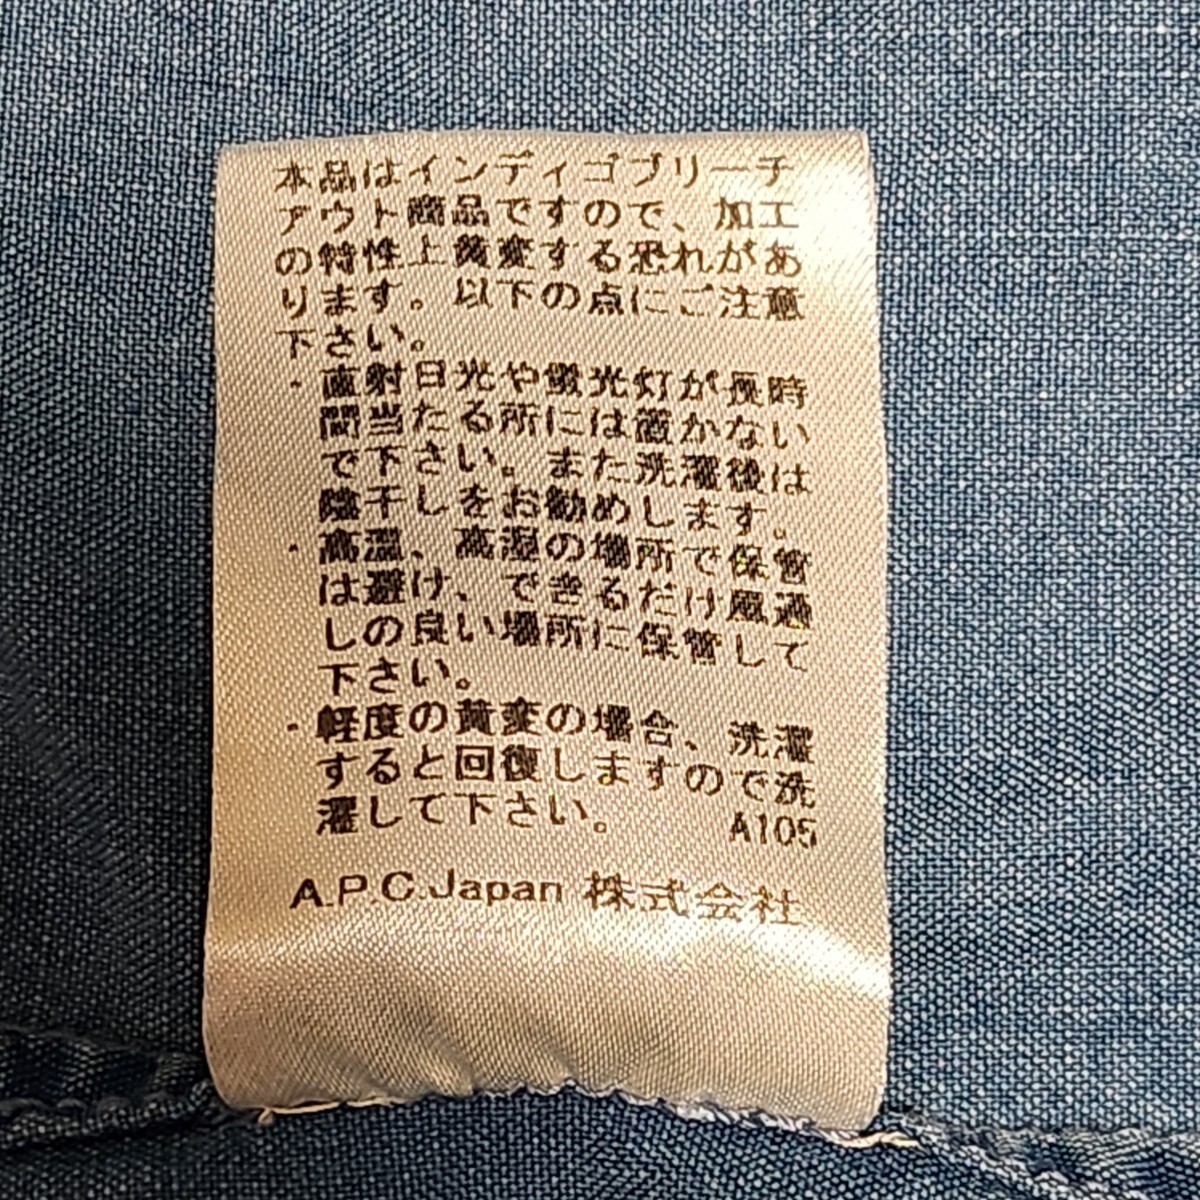 本品はインディゴブリーチ
アウト商品ですので、加工
の特性上黄変する恐れがあ
ります。以下の点にご注意
下さい。
・直射日光や蛍光灯が長時
間当たる所には置かない
で下さい。また洗濯後は
陰干しをお勧めします。
・高温、高湿の場所で保管
は避け、できるだけ風通
しの良い場所に保管して
下さい。
・軽度の黄変の場合、洗濯
すると回復しますので洗
濯して下さい。 A105
A.P.C.Japan 株式会社